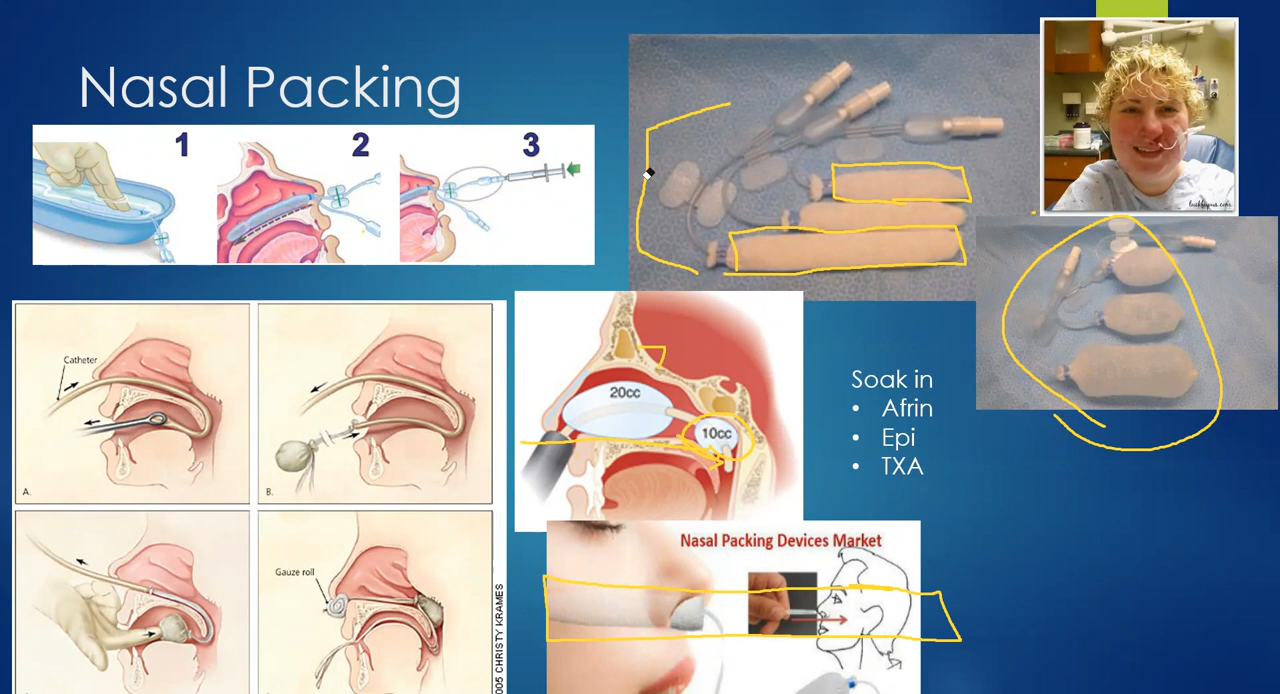 Nasal Packing
1
2
3
Catheter
A.
B.
Gauze roll
005 CHRISTY KRAMES
20cc
10cc
Soak in
• Afrin
• Epi
• TXA
Nasal Packing Devices Market